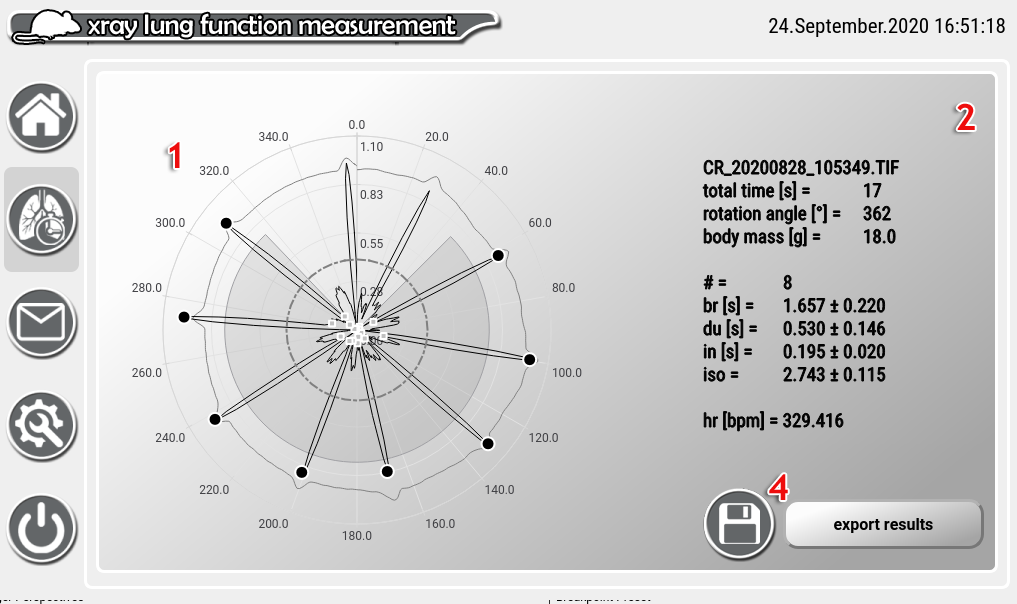 xray lung function measurement
24.September.2020 16:51:18
1
2
0.0
20.0
40.0
60.0
80.0
100.0
120.0
140.0
160.0
180.0
200.0
220.0
240.0
260.0
280.0
300.0
320.0
340.0
1.10
0.83
0.55
0.28
CR_20200828_105349.TIF
total time [s] = 17
rotation angle [°] = 362
body mass [g] = 18.0
# = 8
br [s] = 1.657 ± 0.220
du [s] = 0.530 ± 0.146
in [s] = 0.195 ± 0.020
iso = 2.743 ± 0.115
hr [bpm] = 329.416
4
export results